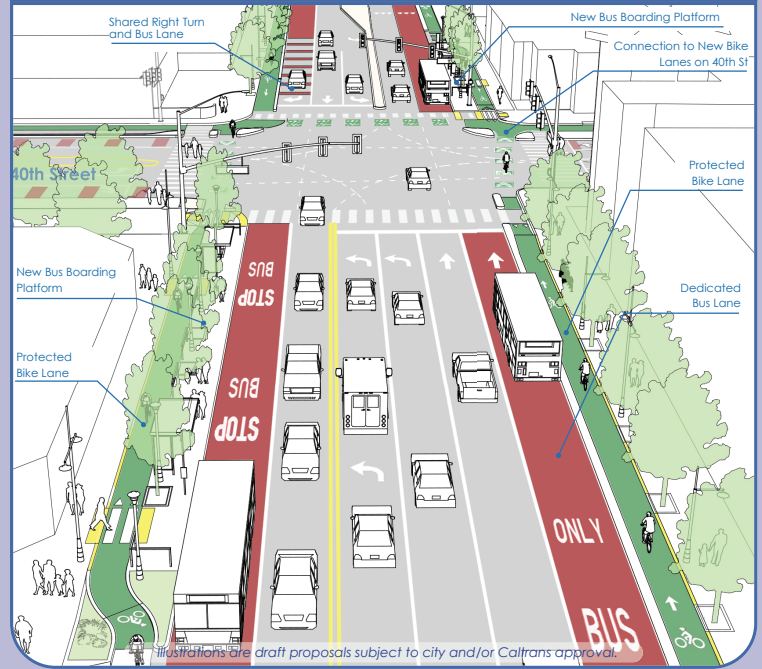 New Bus Boarding Platform
Shared Right Turn
and Bus Lane
Connection to New Bike
Lanes on 40th St
40th Street
Protected
Bike Lane
BUS
STOP
New Bus Boarding
Platform
Dedicated
Bus Lane
Protected
Bike Lane
BUS
STOP
ONLY
BUS
Illustrations are draft proposals subject to city and/or Caltrans approval.